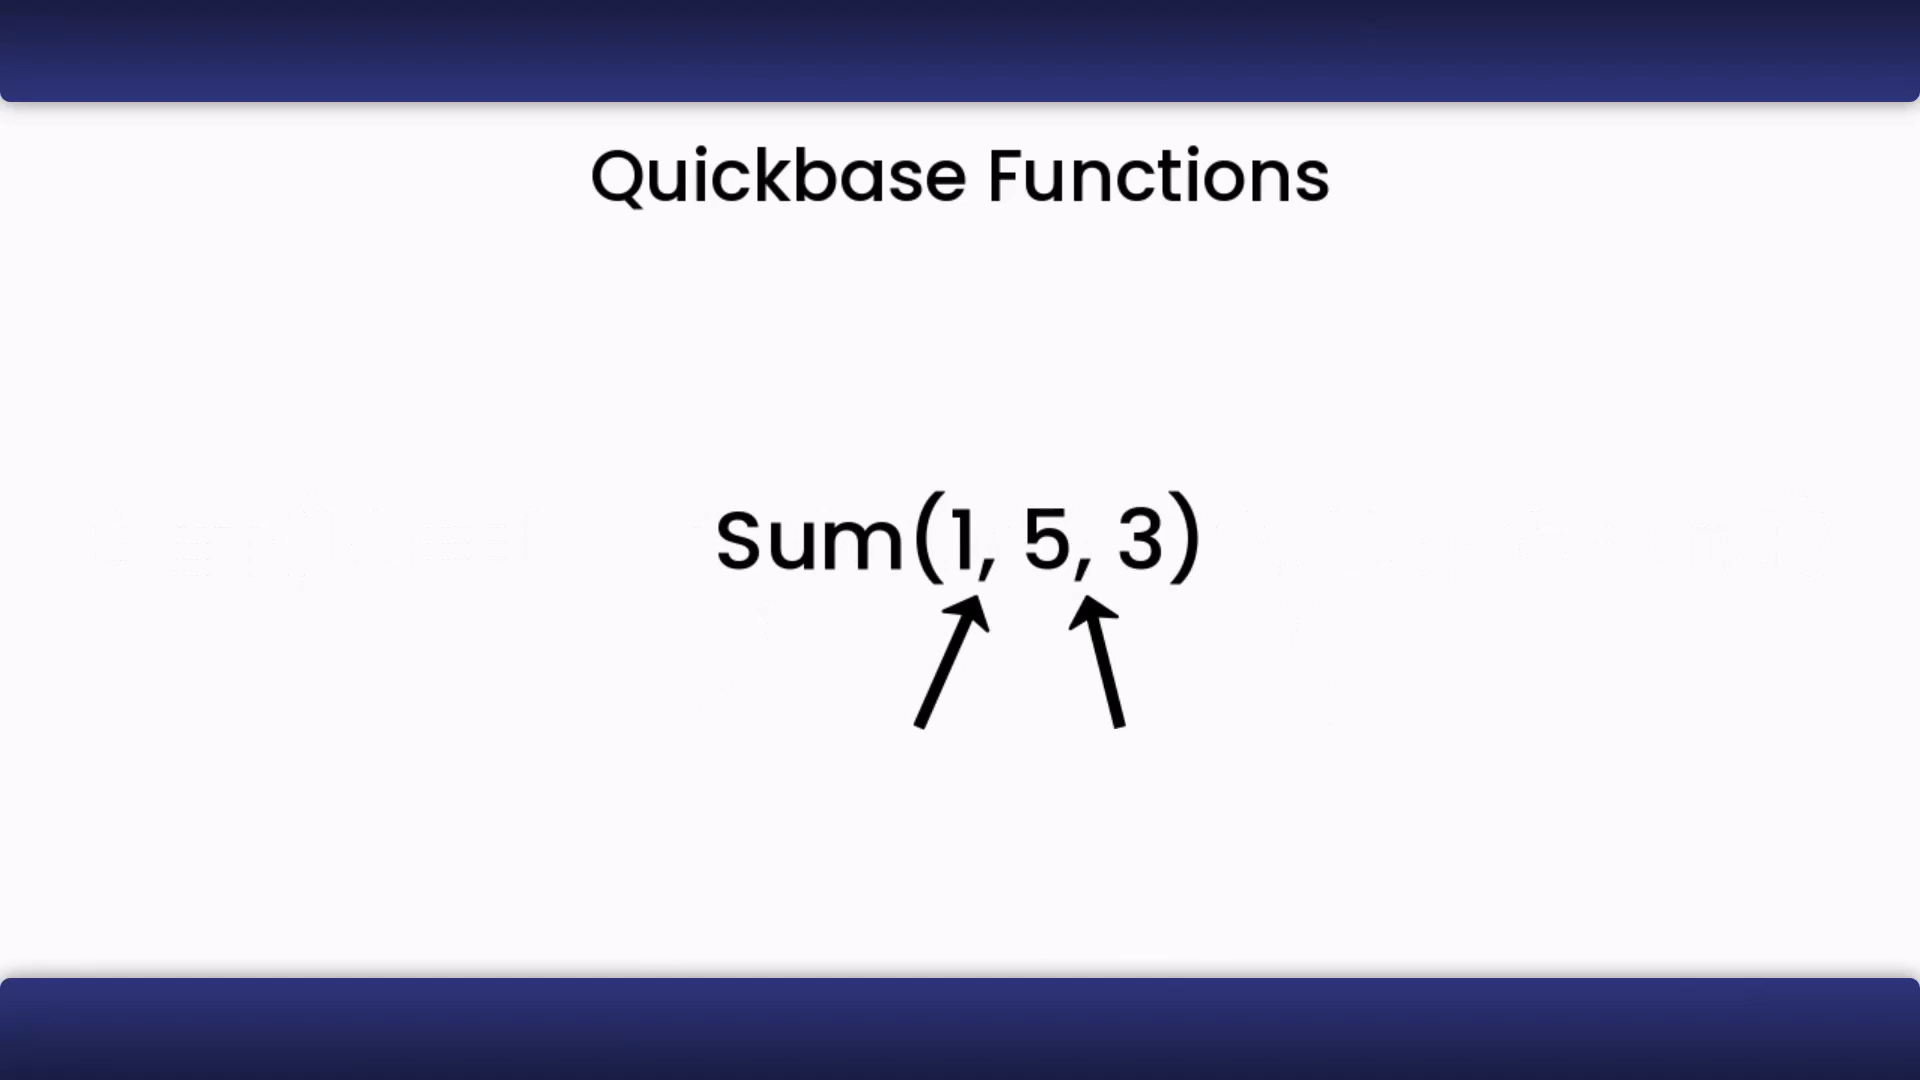 Quickbase Functions
Sum(1, 5, 3)